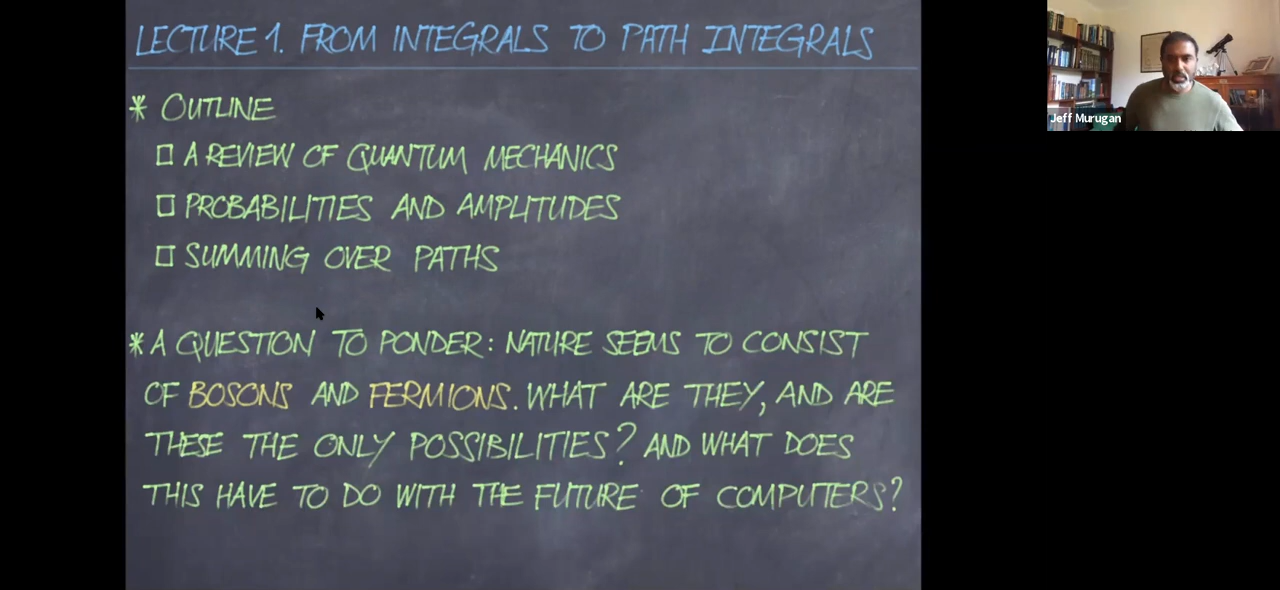 LECTURE 1. FROM INTEGRALS TO PATH INTEGRALS
* OUTLINE
□ A REVIEW OF QUANTUM MECHANICS
□ PROBABILITIES AND AMPLITUDES
□ SUMMING OVER PATHS
* A QUESTION TO PONDER: NATURE SEEMS TO CONSIST
OF BOSONS AND FERMIONS. WHAT ARE THEY, AND ARE
THESE THE ONLY POSSIBILITIES? AND WHAT DOES
THIS HAVE TO DO WITH THE FUTURE OF COMPUTERS?
Jeff Murugan